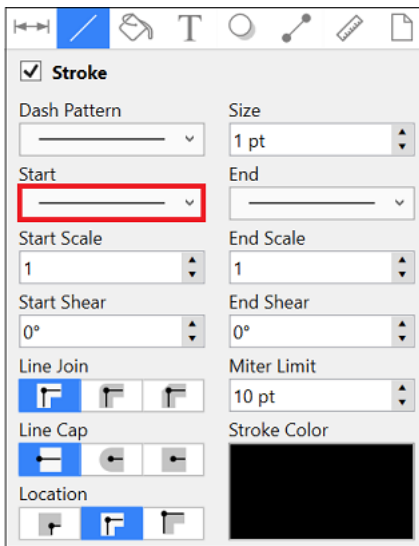 T
Stroke
Dash Pattern Size
1 pt
Start End
Start Scale End Scale
1 1
Start Shear End Shear
0° 0°
Line Join Miter Limit
10 pt
Line Cap Stroke Color
Location